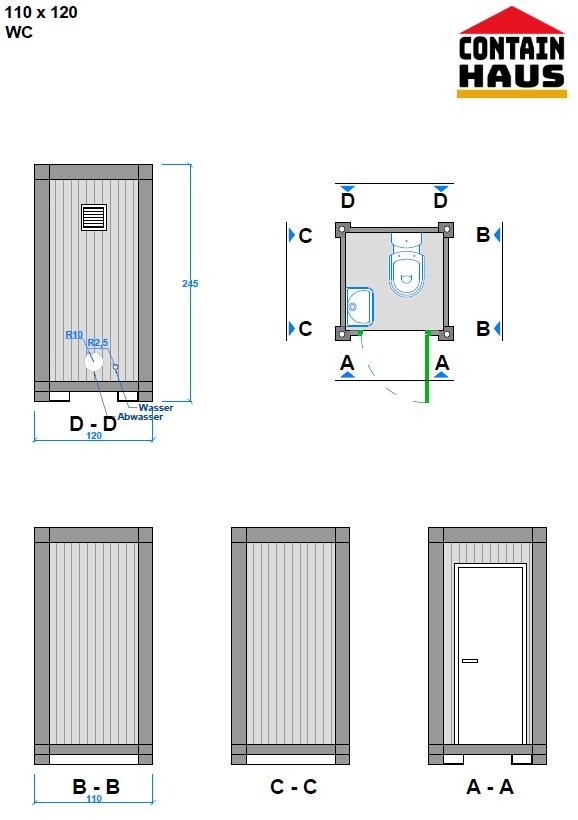 110 x 120
WC
CONTAIN
HAUS
D D
C B
245
C B
R10
R2,5
A A
Wasser
Abwasser
D - D
120
B - B
110
C - C
A - A